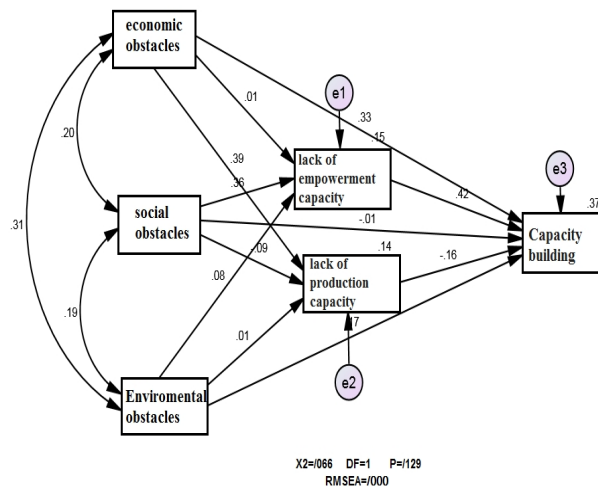 economic
obstacles
e1
.01
.33
.15
.20
.39
lack of
empowerment
capacity
e3
.36
.42
.37
.31
social
obstacles
-.01
Capacity
building
-.09
.14
.08
lack of
production
capacity
-.16
.19
.01
.17
e2
Enviromental
obstacles
X2=/066 DF=1 P=/129
RMSEA=/000